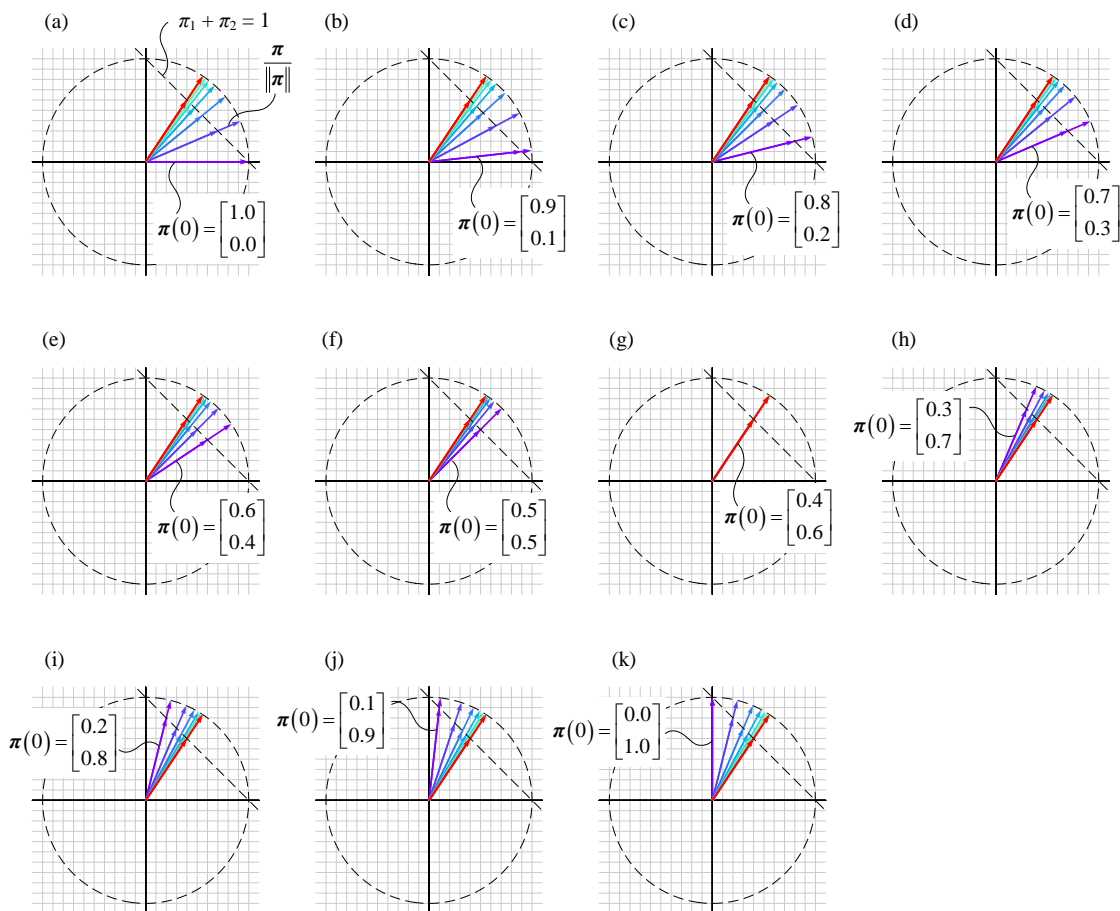 (a)
π₁ + π₂ = 1
π
‖π‖
π(0) = [1.0
0.0]
(b)
π(0) = [0.9
0.1]
(c)
π(0) = [0.8
0.2]
(d)
π(0) = [0.7
0.3]
(e)
π(0) = [0.6
0.4]
(f)
π(0) = [0.5
0.5]
(g)
π(0) = [0.4
0.6]
(h)
π(0) = [0.3
0.7]
(i)
π(0) = [0.2
0.8]
(j)
π(0) = [0.1
0.9]
(k)
π(0) = [0.0
1.0]